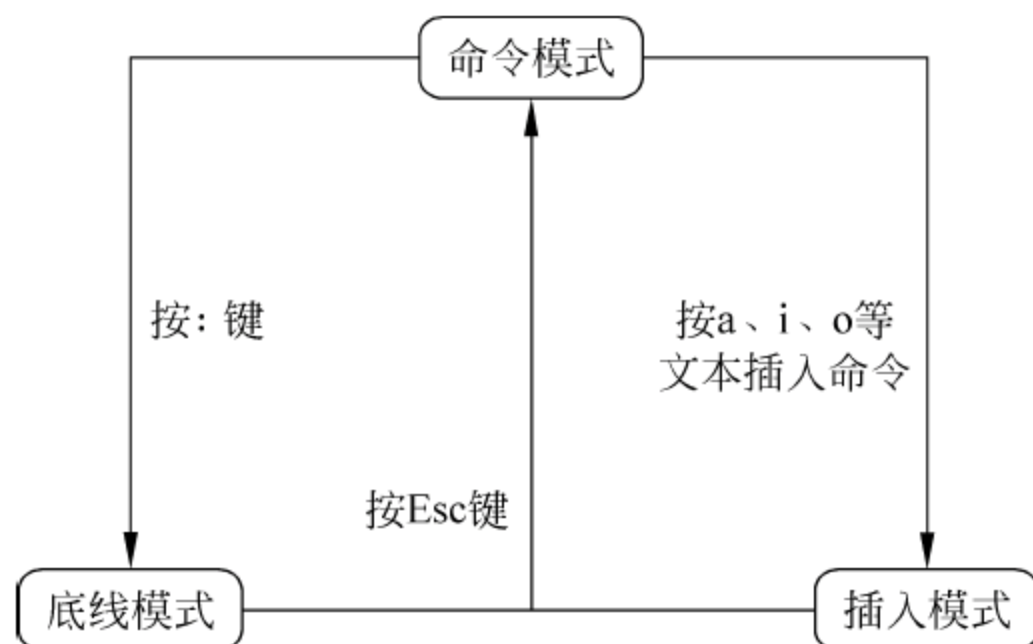 命令模式
按：键
按a、i、o等
文本插入命令
按Esc键
底线模式
插入模式